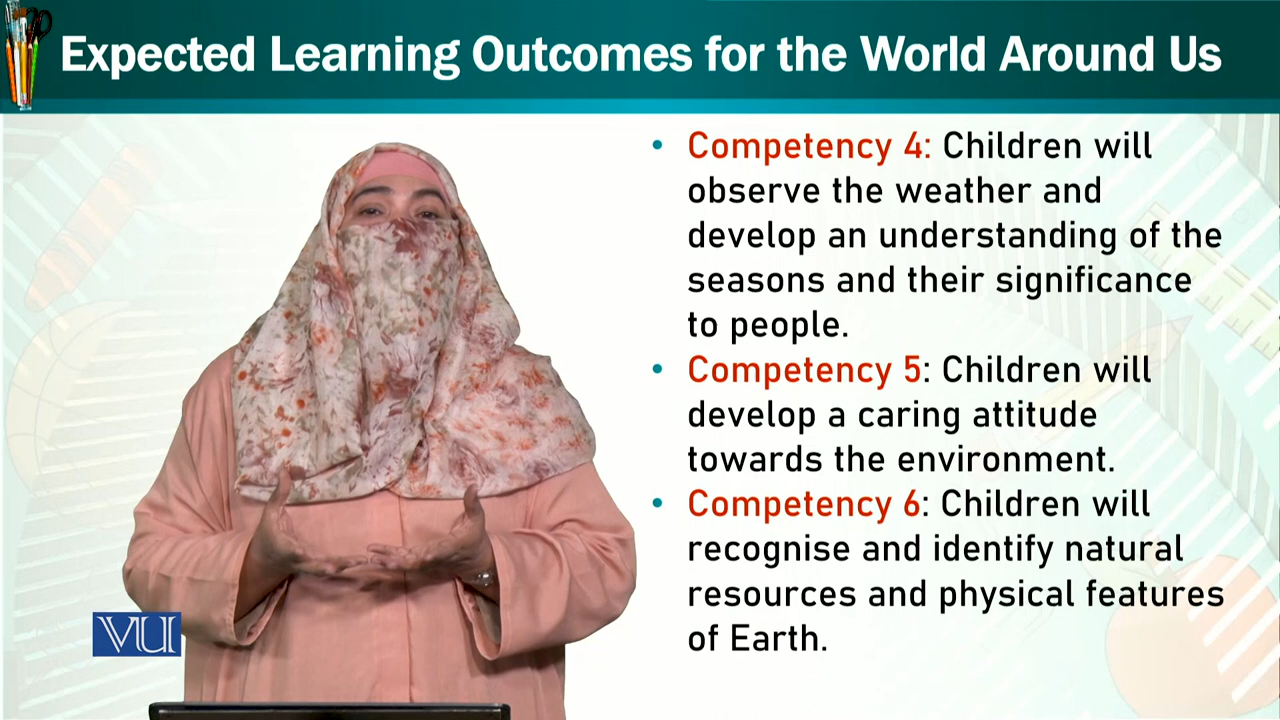 Expected Learning Outcomes for the World Around Us
• Competency 4: Children will
observe the weather and
develop an understanding of the
seasons and their significance
to people.
• Competency 5: Children will
develop a caring attitude
towards the environment.
• Competency 6: Children will
recognise and identify natural
resources and physical features
of Earth.
VU